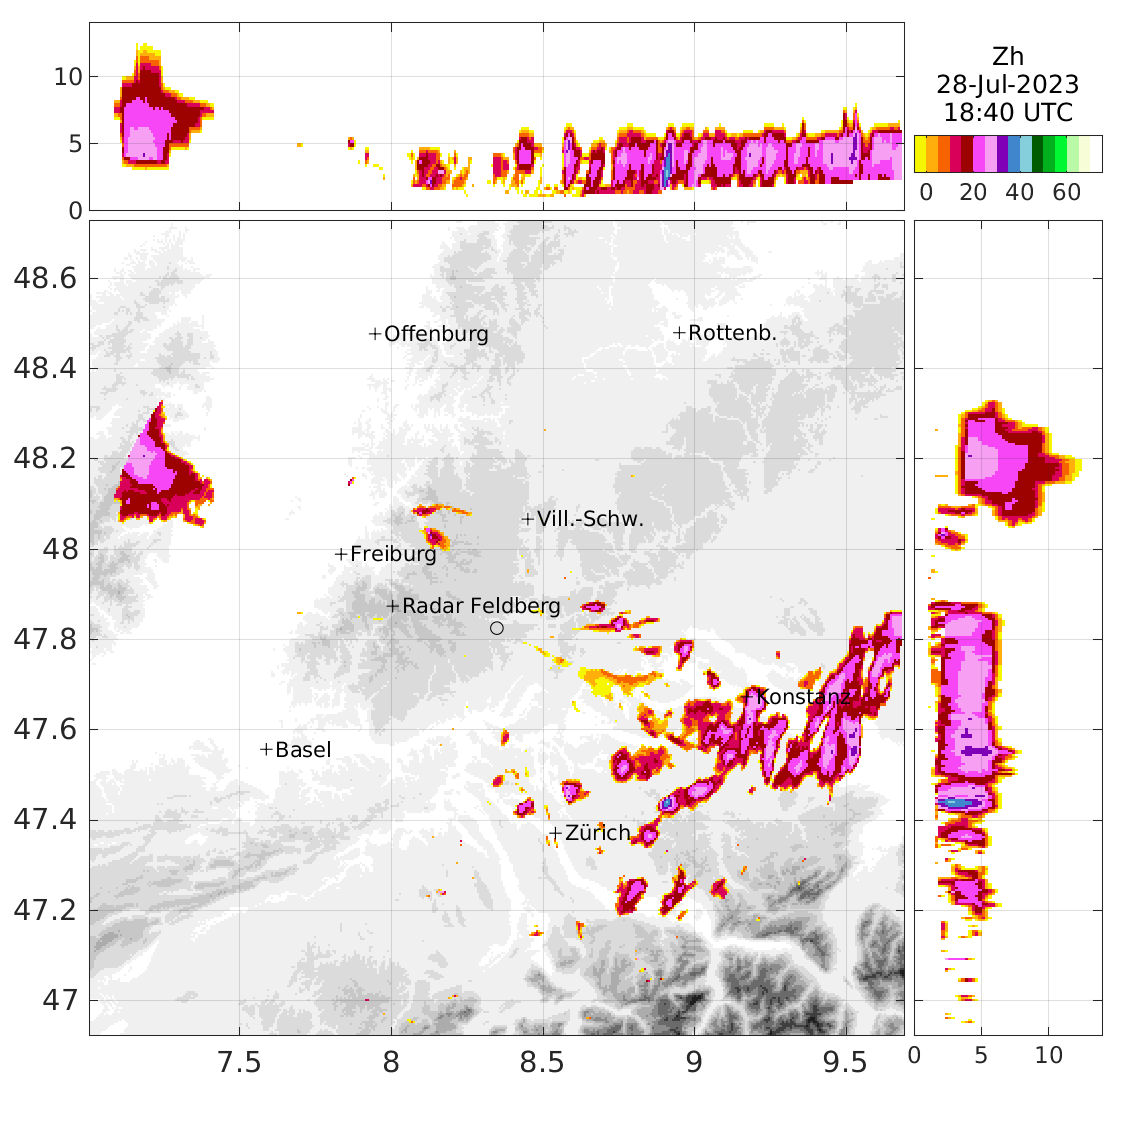 10
5
0
Zh
28-Jul-2023
18:40 UTC
0 20 40 60
48.6
48.4
48.2
48
47.8
47.6
47.4
47.2
47
Offenburg
Rottenb.
Vill.-Schw.
Freiburg
Radar Feldberg
Konstanz
Basel
Zürich
7.5 8 8.5 9 9.5
0 5 10